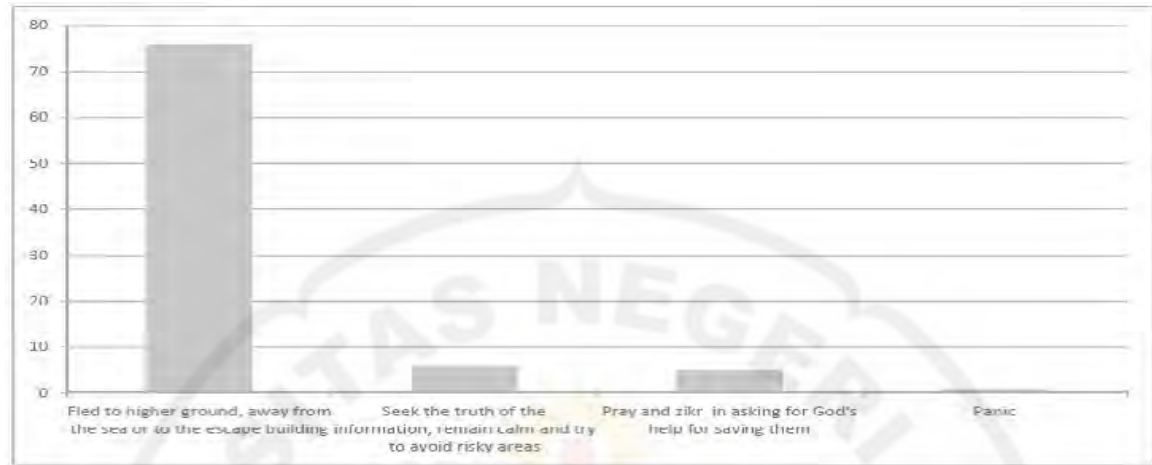 80
70
60
50
40
30
20
10
0
Fled to higher ground, away from
the sea or to the escape building
Seek the truth of the
information, remain calm and try
to avoid risky areas
Pray and zikr in asking for God's
help for saving them
Panic
SITAS NEGERI